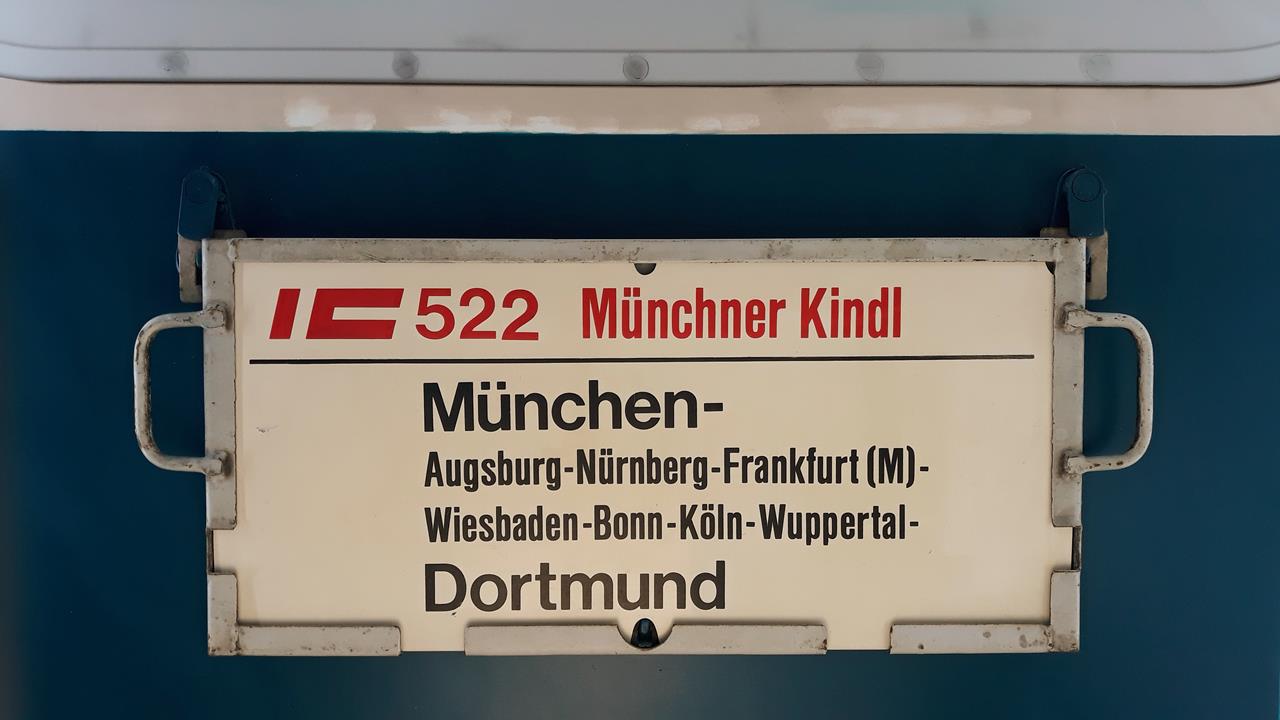 IC 522 Münchner Kindl
München-
Augsburg-Nürnberg-Frankfurt (M)-
Wiesbaden-Bonn-Köln-Wuppertal-
Dortmund